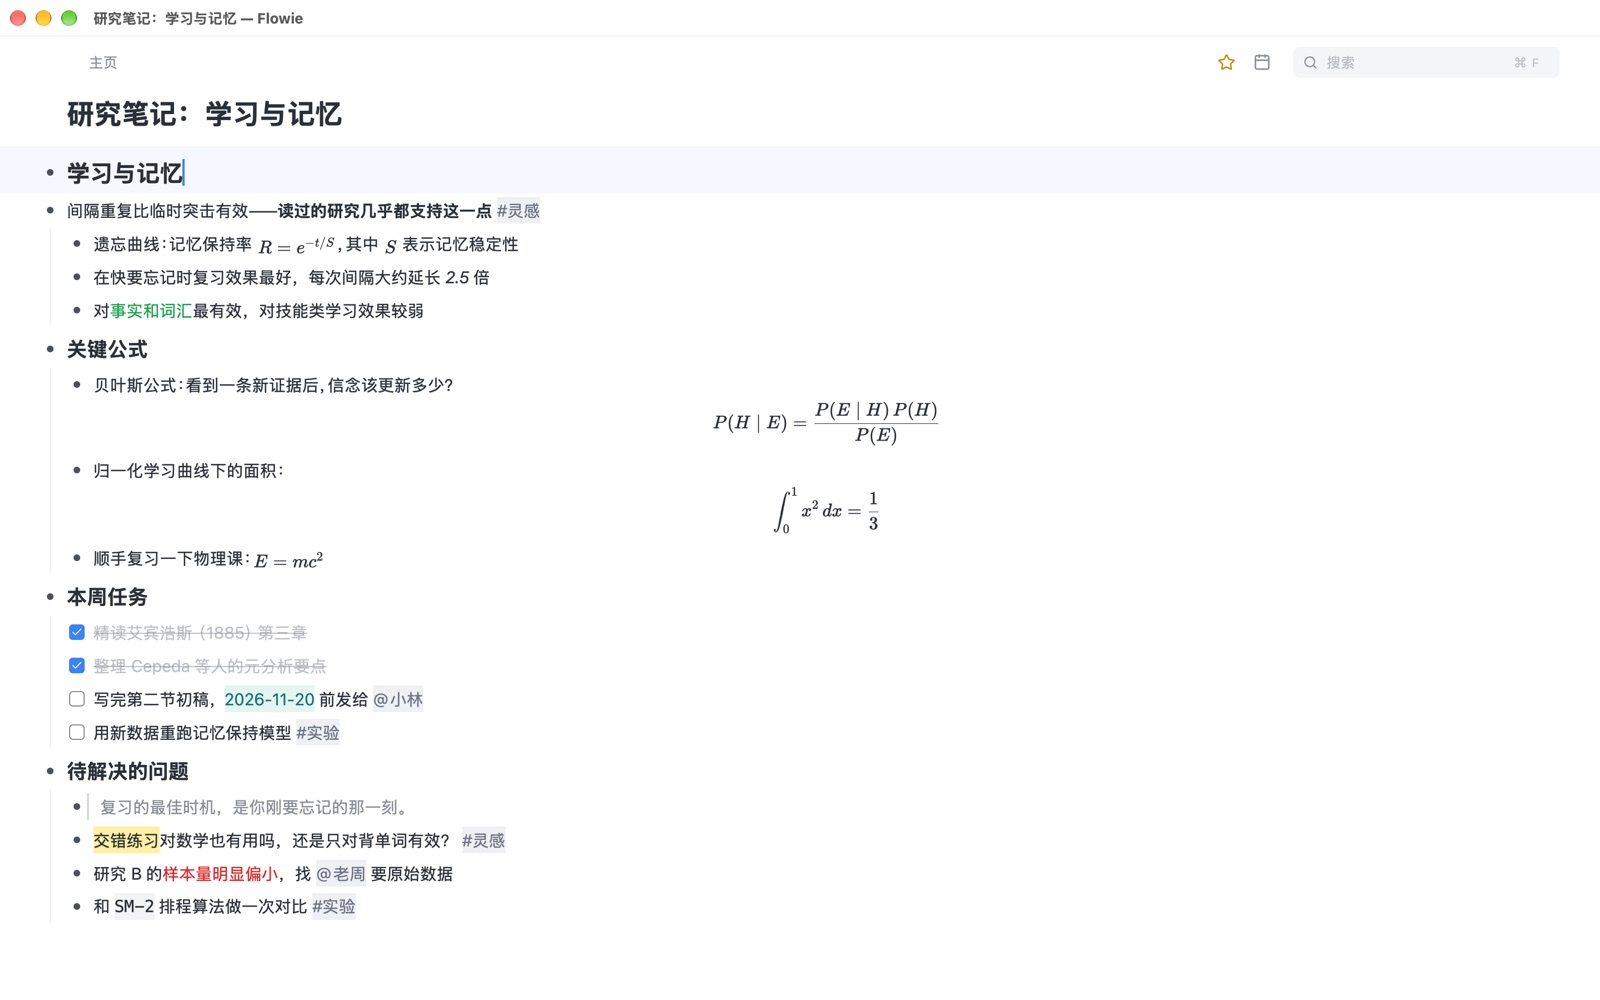 研究笔记：学习与记忆 — Flowie
主页
搜索 ⌘ F
研究笔记：学习与记忆
学习与记忆
间隔重复比临时突击有效——读过的研究几乎都支持这一点 #灵感
遗忘曲线：记忆保持率 R = e^{-t/S}，其中 S 表示记忆稳定性
在快要忘记时复习效果最好，每次间隔大约延长 2.5 倍
对事实和词汇最有效，对技能类学习效果较弱
关键公式
贝叶斯公式：看到一条新证据后，信念该更新多少？
P(H | E) = \frac{P(E | H) P(H)}{P(E)}
归一化学习曲线下的面积：
\int_0^1 x^2 dx = \frac{1}{3}
顺手复习一下物理课：E = mc^2
本周任务
精读艾宾浩斯（1885）第三章
整理 Cepeda 等人的元分析要点
写完第二节初稿，2026-11-20 前发给 @小林
用新数据重跑记忆保持模型 #实验
待解决的问题
复习的最佳时机，是你刚要忘记的那一刻。
交错练习对数学也有用吗，还是只对背单词有效？ #灵感
研究 B 的样本量明显偏小，找 @老周 要原始数据
和 SM-2 排程算法做一次对比 #实验